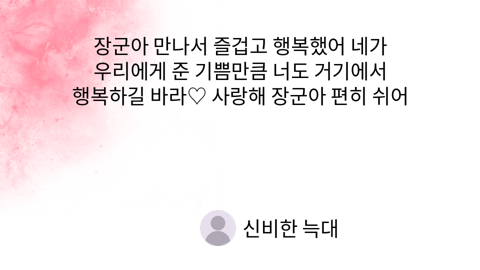 장군아 만나서 즐겁고 행복했어 네가
우리에게 준 기쁨만큼 너도 거기에서
행복하길 바라♡ 사랑해 장군아 편히 쉬어
신비한 늑대